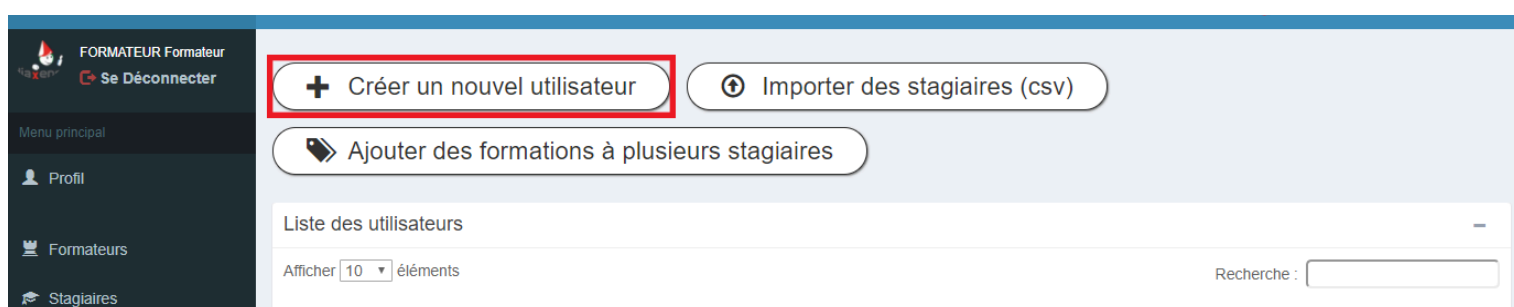 FORMATEUR Formateur
Se Déconnecter
Menu principal
Profil
Formateurs
Stagiaires
Créer un nouvel utilisateur
Importer des stagiaires (csv)
Ajouter des formations à plusieurs stagiaires
Liste des utilisateurs
Afficher 10 éléments
Recherche :